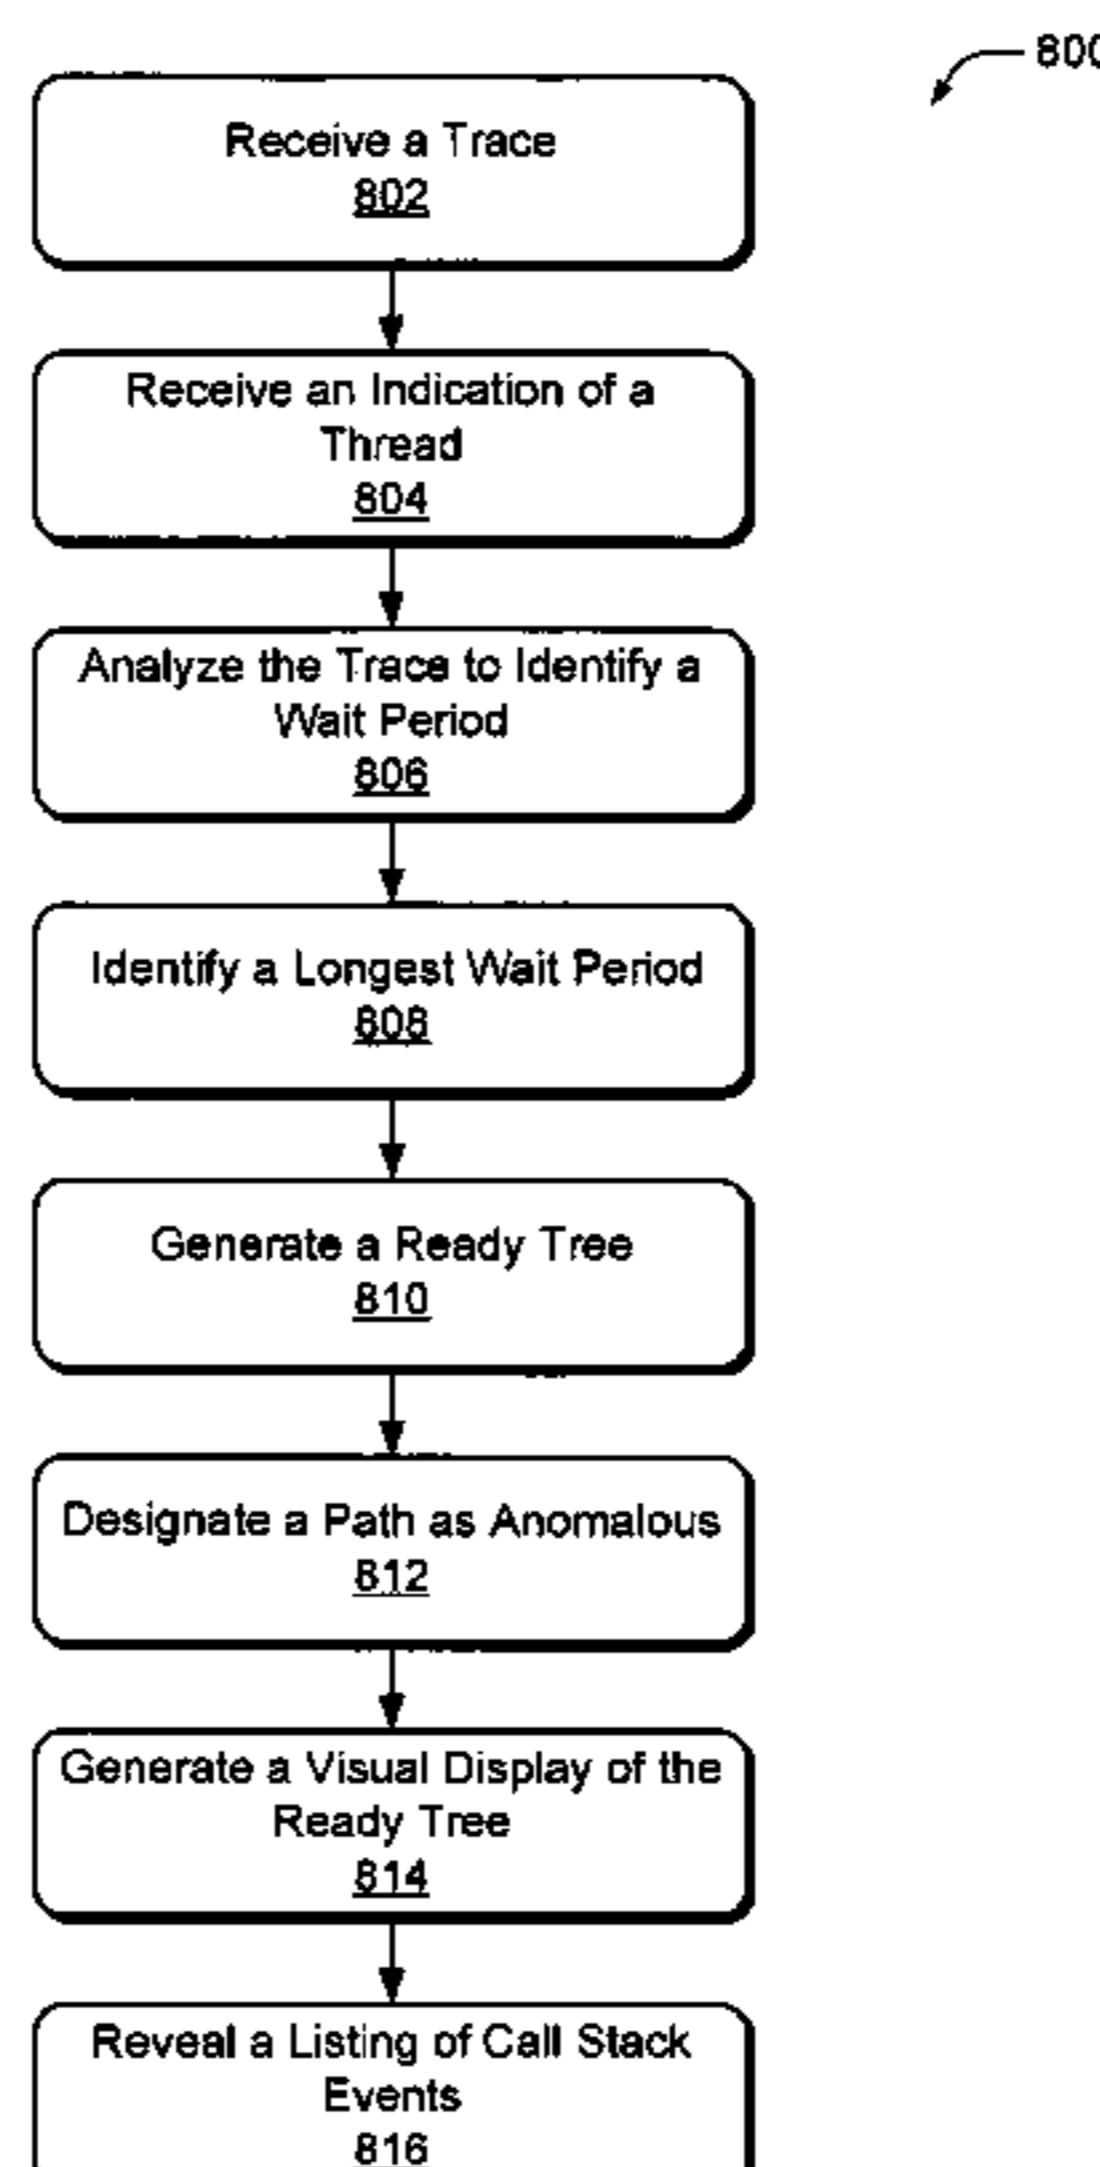 800
Receive a Trace
802
Receive an Indication of a
Thread
804
Analyze the Trace to Identify a
Wait Period
806
Identify a Longest Wait Period
808
Generate a Ready Tree
810
Designate a Path as Anomalous
812
Generate a Visual Display of the
Ready Tree
814
Reveal a Listing of Call Stack
Events
816